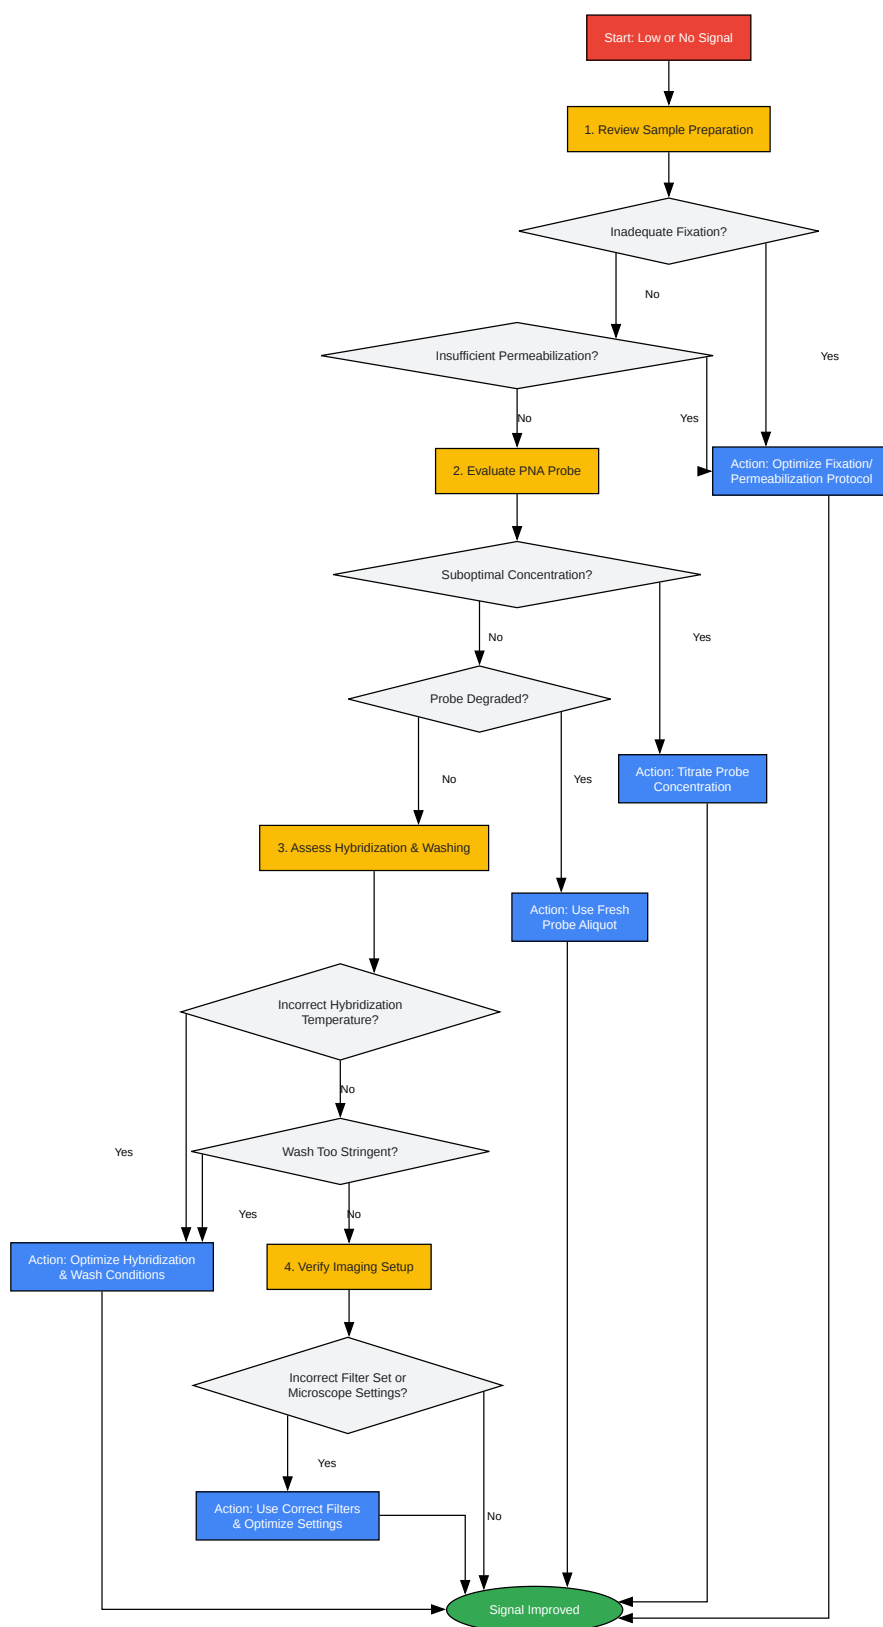 Start: Low or No Signal
1. Review Sample Preparation
Inadequate Fixation?
No
Yes
Insufficient Permeabilization?
No
Yes
Action: Optimize Fixation/
Permeabilization Protocol
2. Evaluate PNA Probe
Suboptimal Concentration?
No
Yes
Probe Degraded?
No
Yes
Action: Titrate Probe
Concentration
3. Assess Hybridization & Washing
Action: Use Fresh
Probe Aliquot
Incorrect Hybridization
Temperature?
No
Yes
Wash Too Stringent?
Yes
No
Action: Optimize Hybridization
& Wash Conditions
4. Verify Imaging Setup
Incorrect Filter Set or
Microscope Settings?
Yes
No
Action: Use Correct Filters
& Optimize Settings
Signal Improved